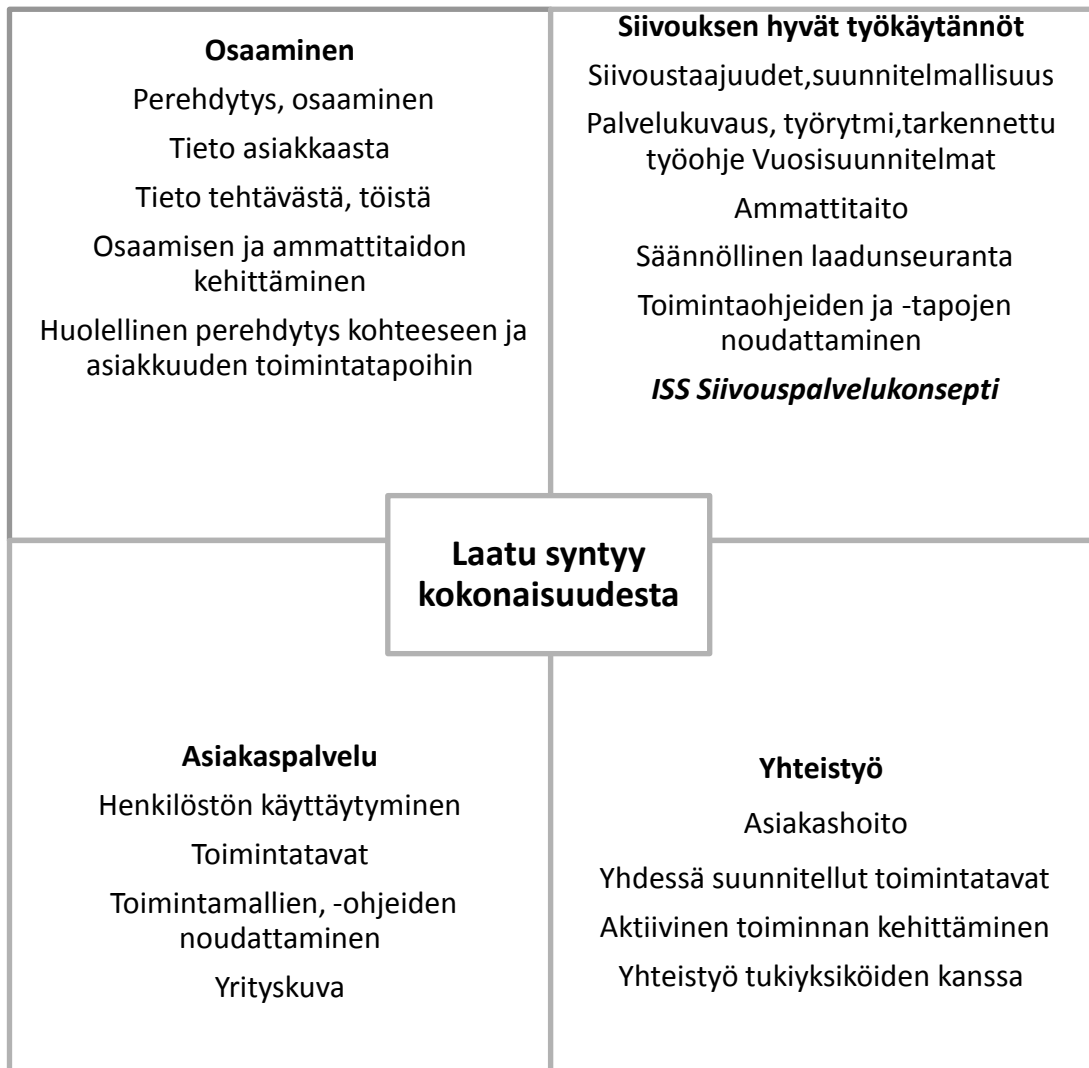 Osaaminen
Perehdytys, osaaminen
Tieto asiakkaasta
Tieto tehtävästä, töistä
Osaamisen ja ammattitaidon
kehittäminen
Huolellinen perehdytys kohteeseen ja
asiakkuuden toimintatapoihin
Siivouksen hyvät työkäytännöt
Siivoustaajuudet,suunnitelmallisuus
Palvelukuvaus, työrytmi,tarkennettu
työohje Vuosisuunnitelmat
Ammattitaito
Säännöllinen laadunseuranta
Toimintaohjeiden ja -tapojen
noudattaminen
ISS Siivouspalvelukonsepti
Laatu syntyy
kokonaisuudesta
Asiakaspalvelu
Henkilöstön käyttäytyminen
Toimintatavat
Toimintamallien, -ohjeiden
noudattaminen
Yrityskuva
Yhteistyö
Asiakashoito
Yhdessä suunnitellut toimintatavat
Aktiivinen toiminnan kehittäminen
Yhteistyö tukiyksiköiden kanssa